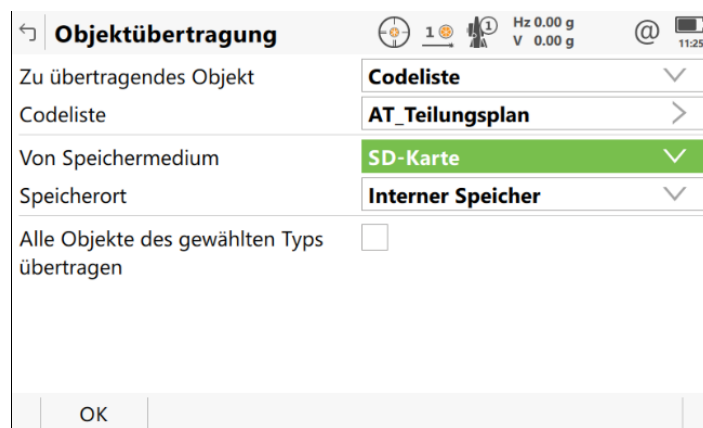 Objektübertragung
1
1
Hz 0.00 g
V 0.00 g
@
11:25
Zu übertragendes Objekt
Codeliste
Codeliste
AT_Teilungsplan
Von Speichermedium
SD-Karte
Speicherort
Interner Speicher
Alle Objekte des gewählten Typs
übertragen
OK